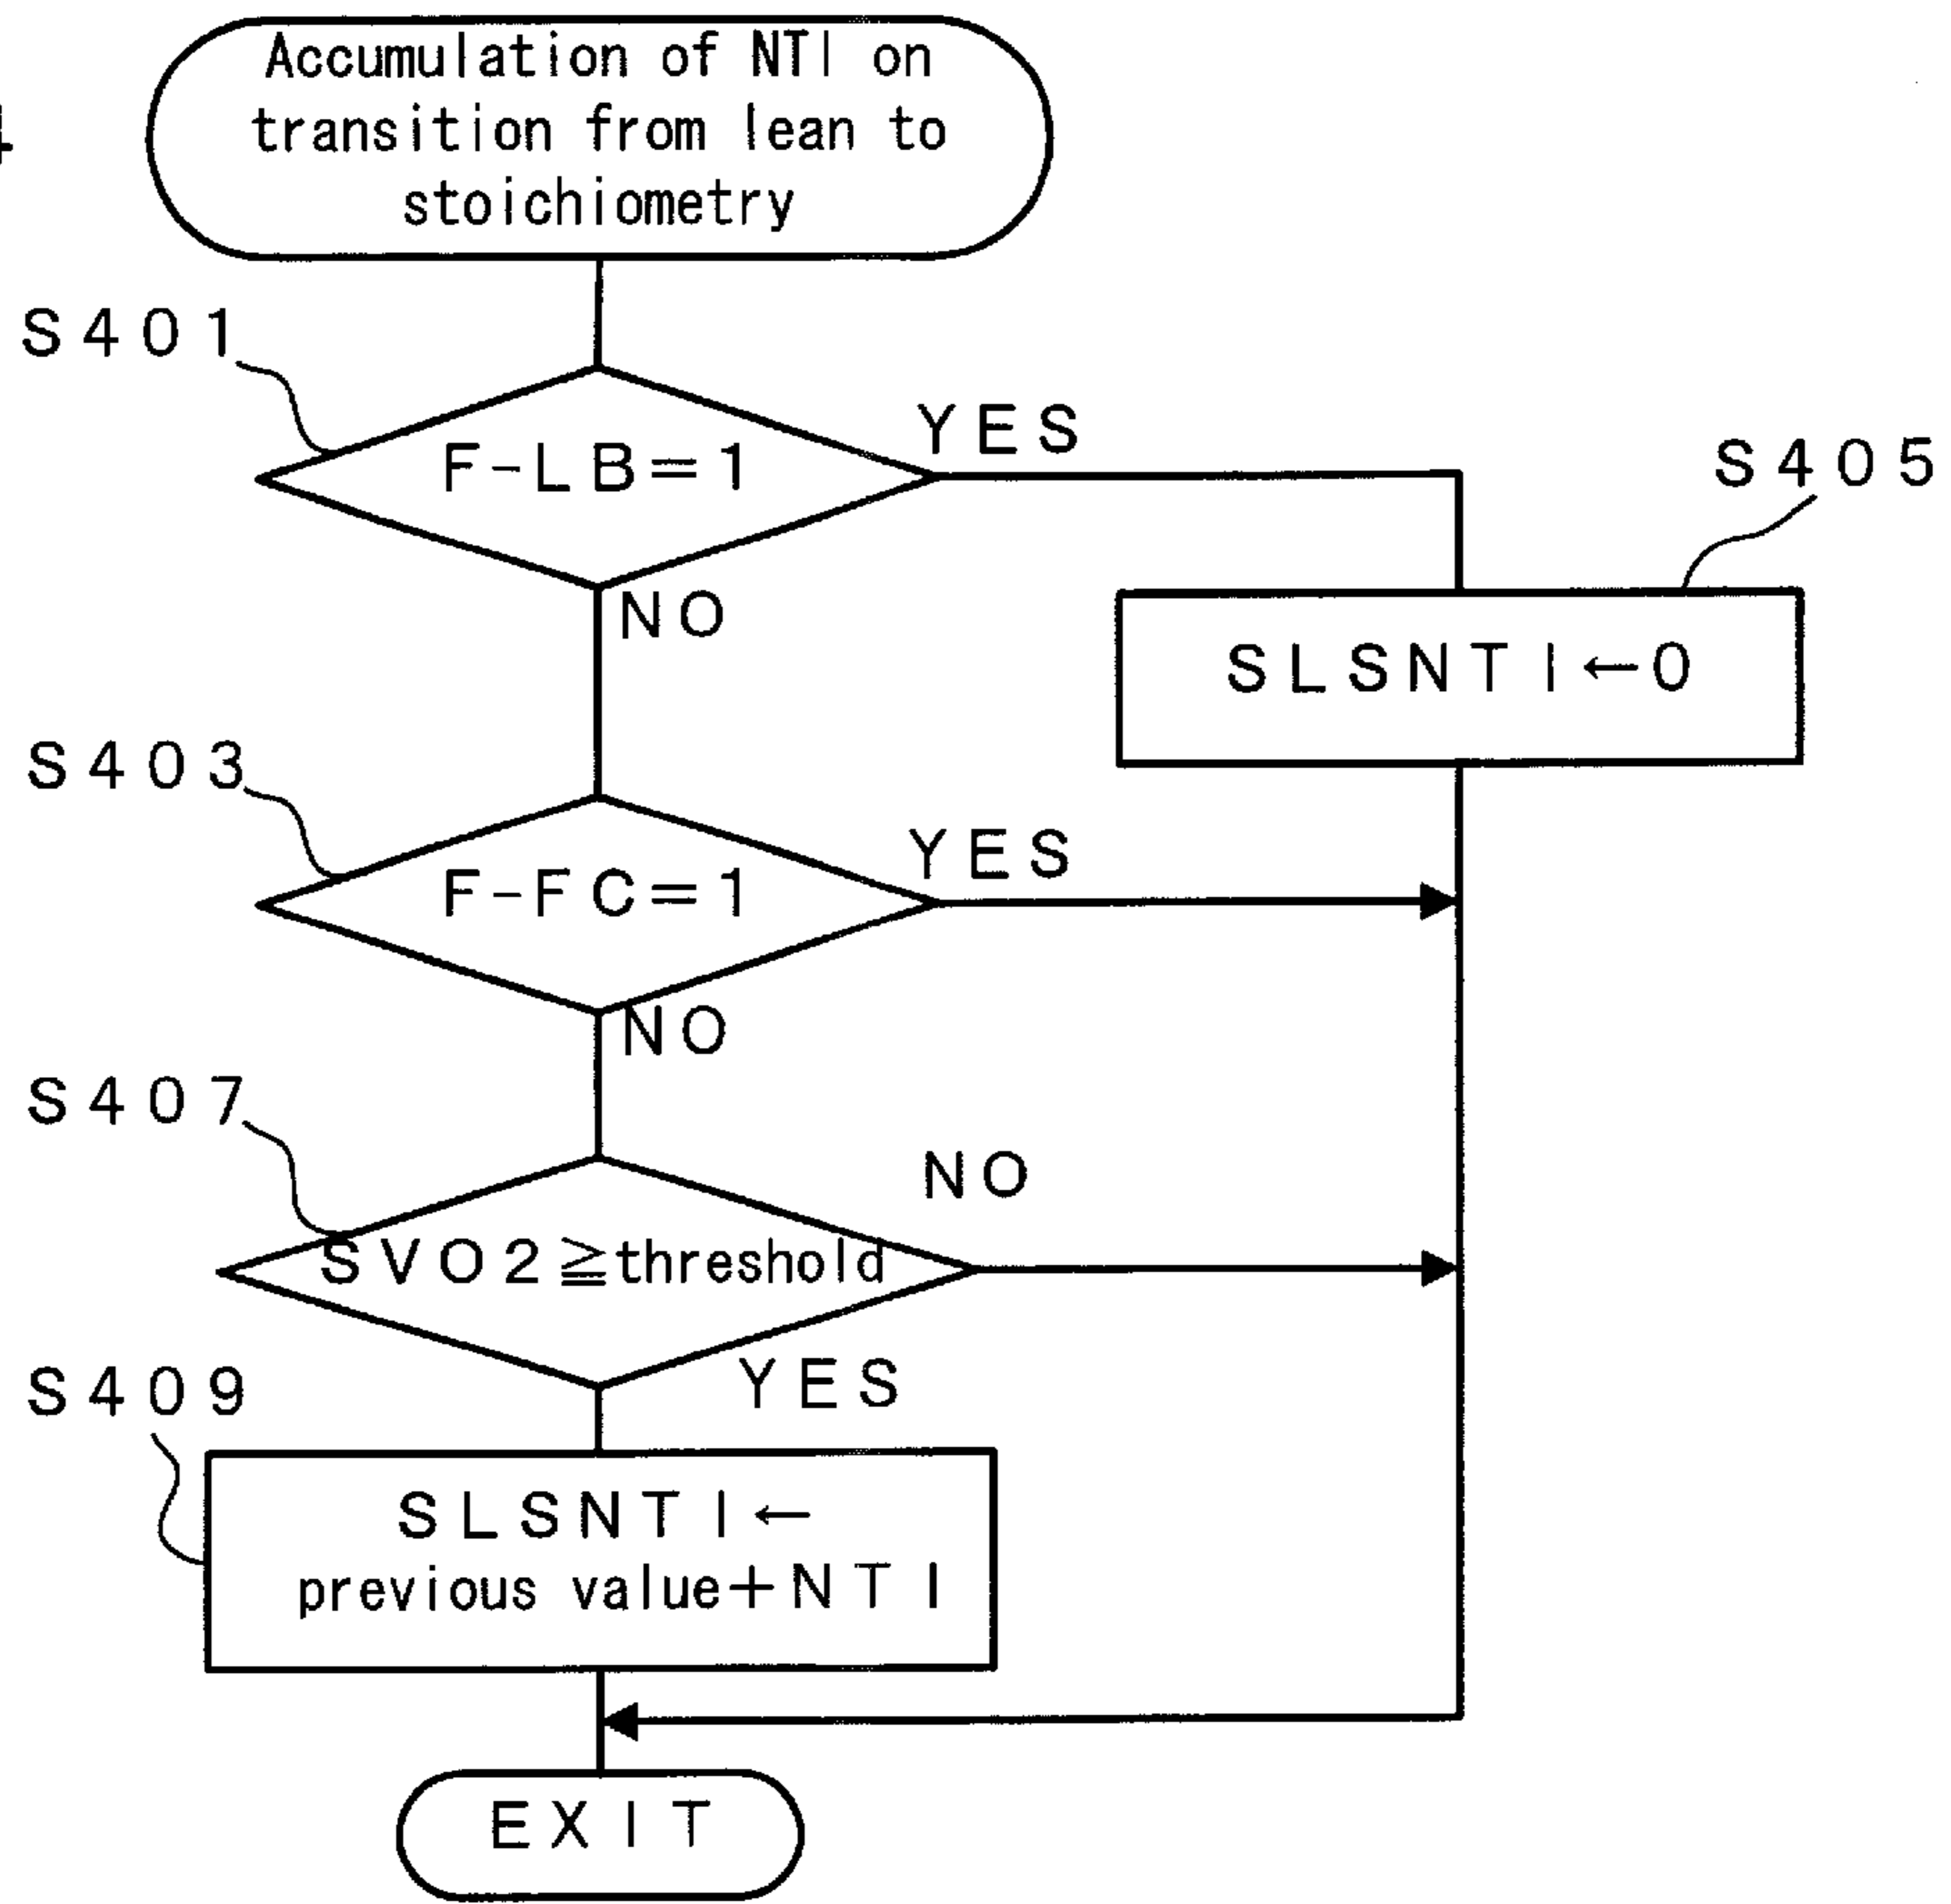 Accumulation of NTI on
transition from lean to
stoichiometry
S401
F-LB=1
YES
S405
NO
SLSNTI←0
S403
F-FC=1
YES
NO
S407
NO
SVO2≧threshold
YES
S409
SLSNTI←
previous value+NTI
EXIT